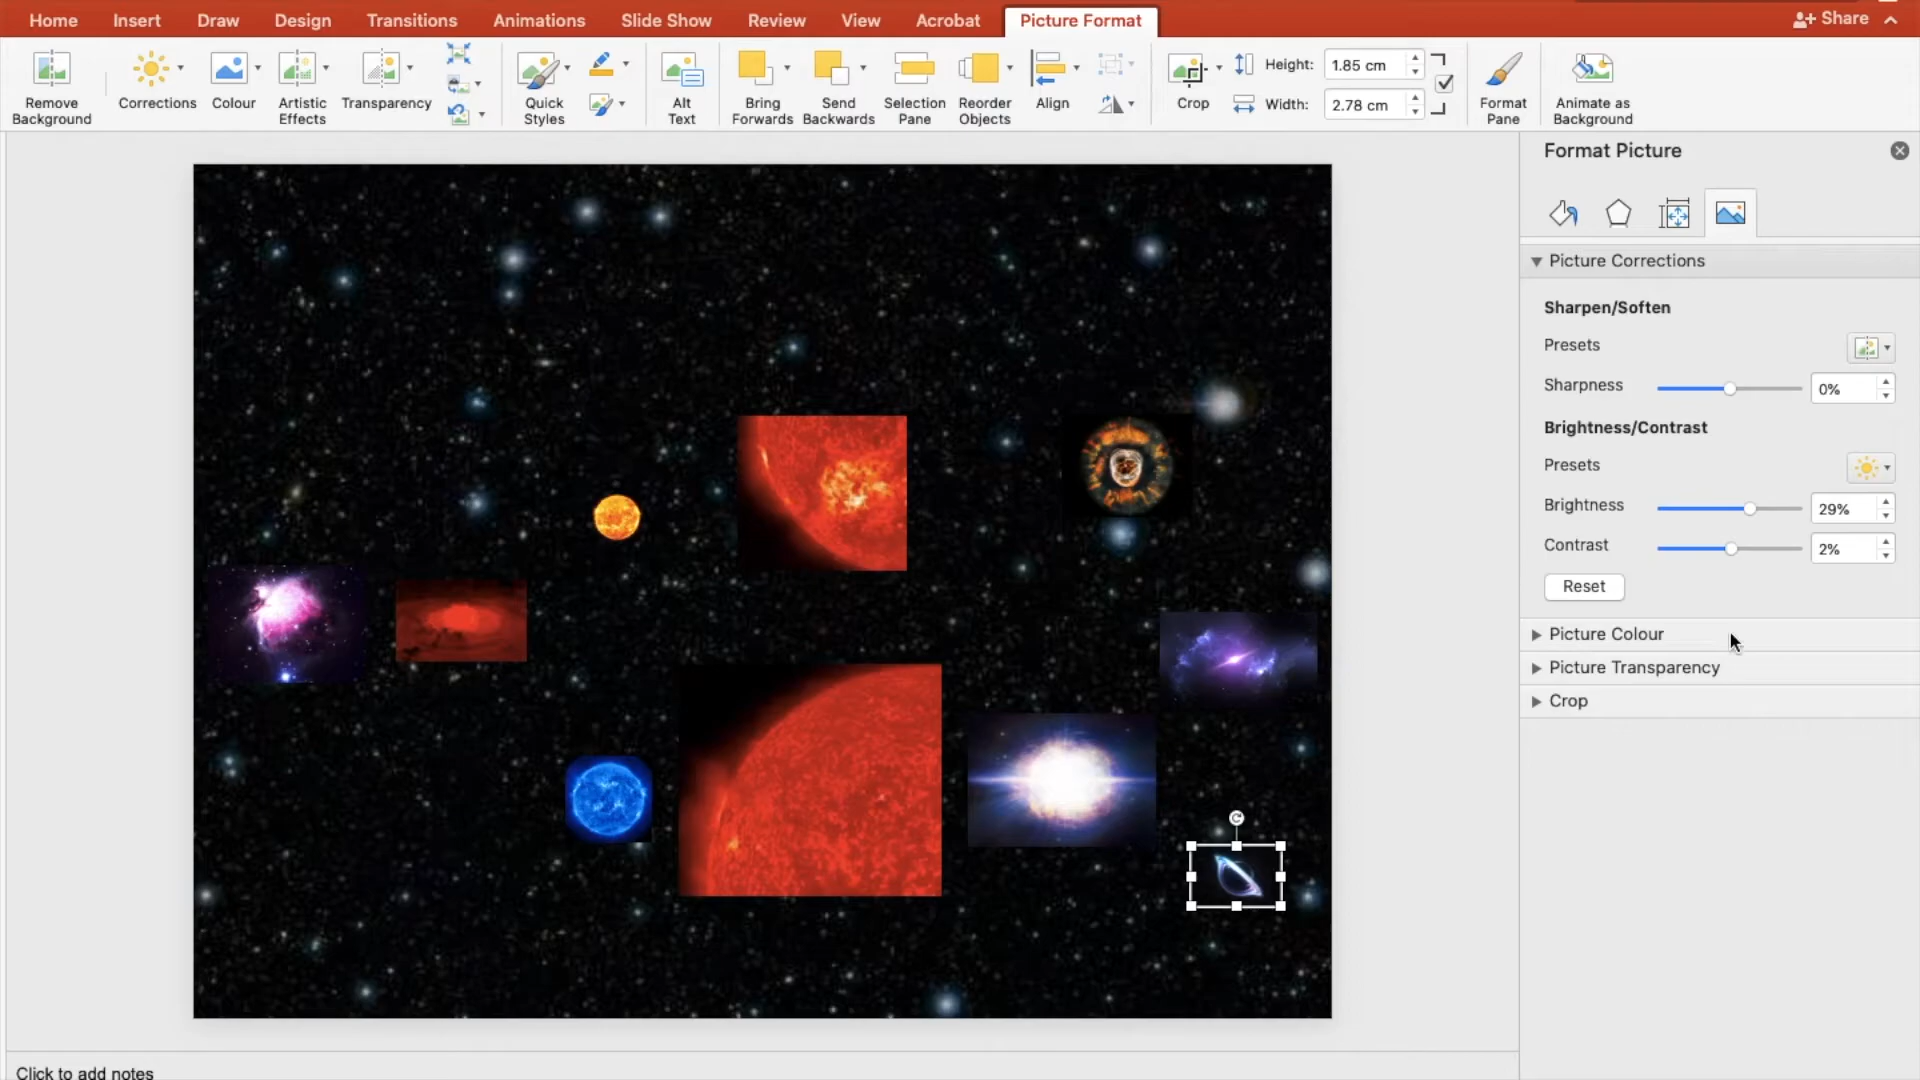 Home Insert Draw Design Transitions Animations Slide Show Review View Acrobat Picture Format Share
Remove Background
Corrections
Colour
Artistic Effects
Transparency
Quick Styles
Alt Text
Bring Forwards
Send Backwards
Selection Pane
Reorder Objects
Align
Crop
Height: 1.85 cm
Width: 2.78 cm
Format Pane
Animate as Background
Format Picture
Picture Corrections
Sharpen/Soften
Presets
Sharpness 0%
Brightness/Contrast
Presets
Brightness 29%
Contrast 2%
Reset
Picture Colour
Picture Transparency
Crop
Click to add notes